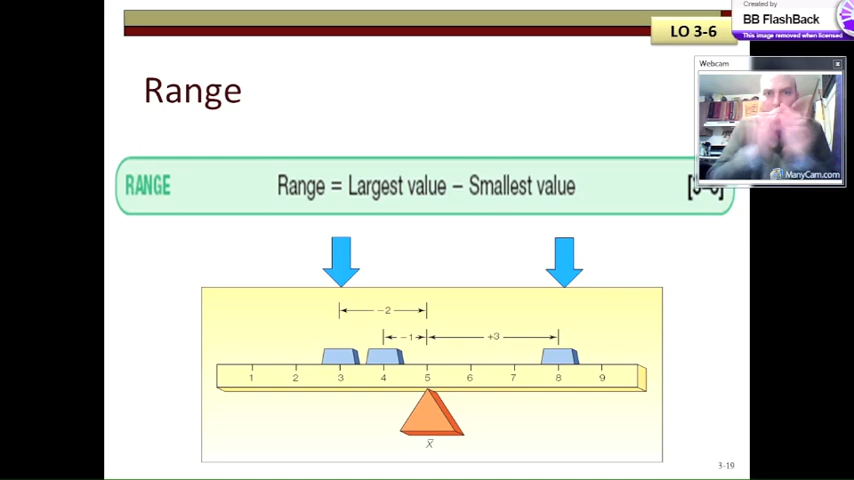 Created by
BB FlashBack
This image removed when licensed
LO 3-6
Webcam
Range
ManyCam.com
RANGE Range = Largest value − Smallest value
−2
−1 +3
1 2 3 4 5 6 7 8 9
X̄
3-19